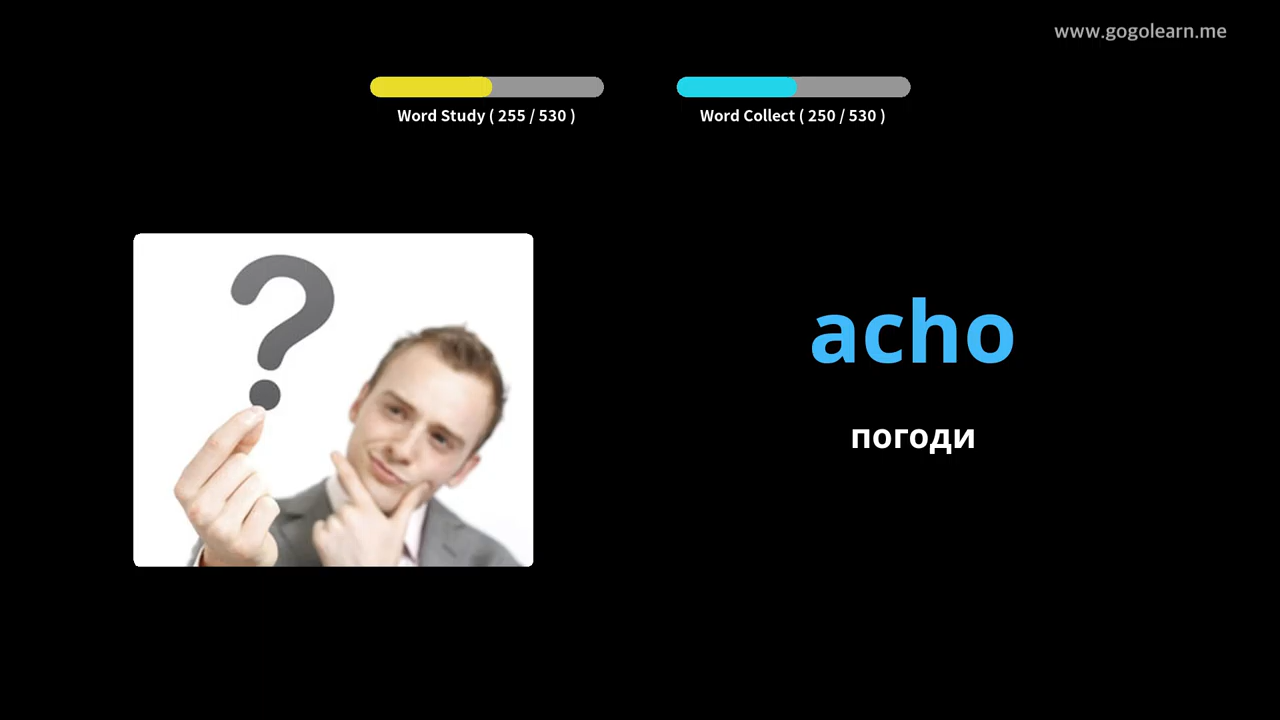 www.gogolearn.me
Word Study ( 255 / 530 )
Word Collect ( 250 / 530 )
?
acho
погоди